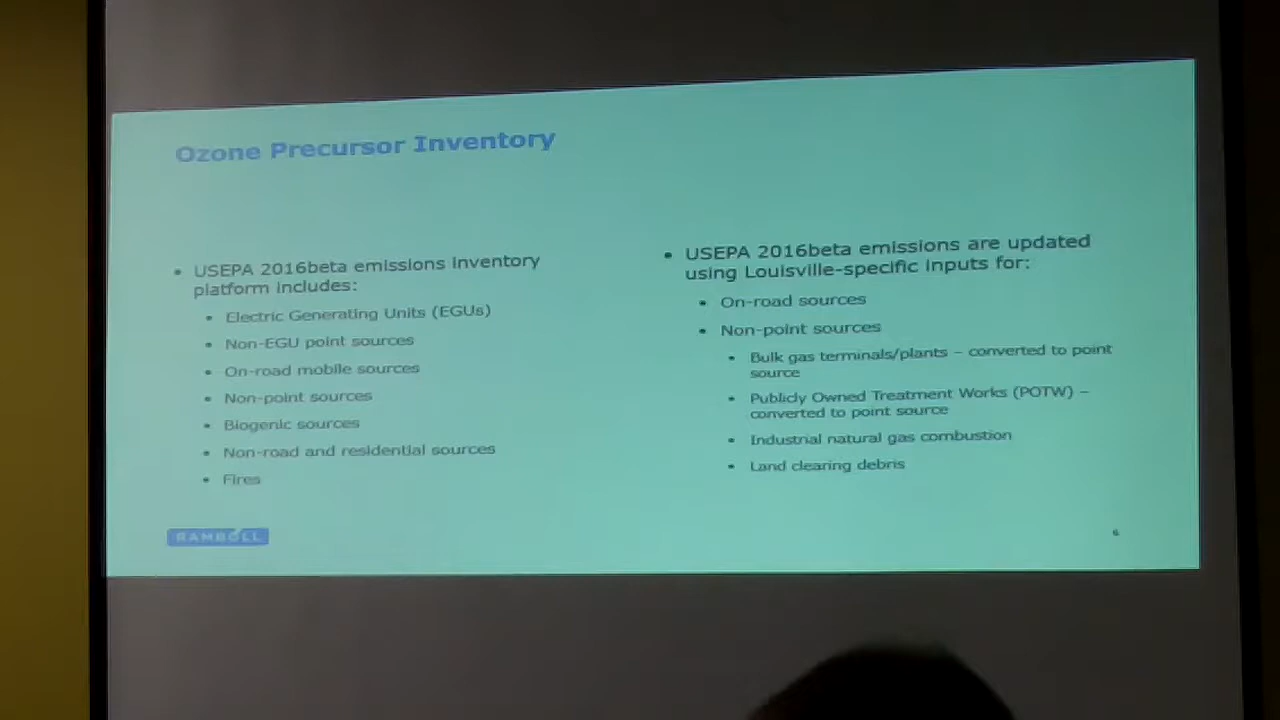 Ozone Precursor Inventory
• USEPA 2016beta emissions inventory
platform includes:
• Electric Generating Units (EGUs)
• Non-EGU point sources
• On-road mobile sources
• Non-point sources
• Biogenic sources
• Non-road and residential sources
• Fires
• USEPA 2016beta emissions are updated
using Louisville-specific inputs for:
• On-road sources
• Non-point sources
• Bulk gas terminals/plants – converted to point
source
• Publicly Owned Treatment Works (POTW) –
converted to point source
• Industrial natural gas combustion
• Land clearing debris
RAMBOLL
6